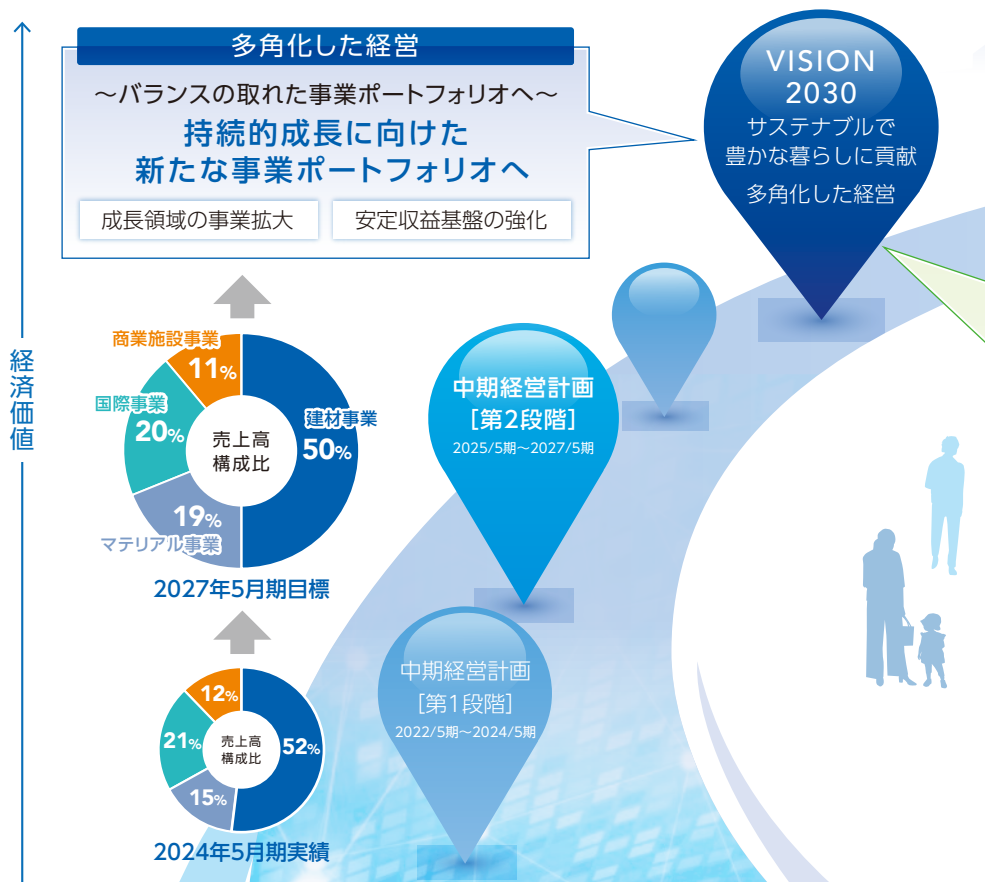 経済価値
多角化した経営
～バランスの取れた事業ポートフォリオへ～
持続的成長に向けた
新たな事業ポートフォリオへ
成長領域の事業拡大
安定収益基盤の強化
VISION
2030
サステナブルで
豊かな暮らしに貢献
多角化した経営
商業施設事業
11%
国際事業
20%
建材事業
50%
売上高
構成比
19%
マテリアル事業
2027年5月期目標
中期経営計画
[第2段階]
2025/5期～2027/5期
12%
21%
52%
売上高
構成比
15%
2024年5月期実績
中期経営計画
[第1段階]
2022/5期～2024/5期